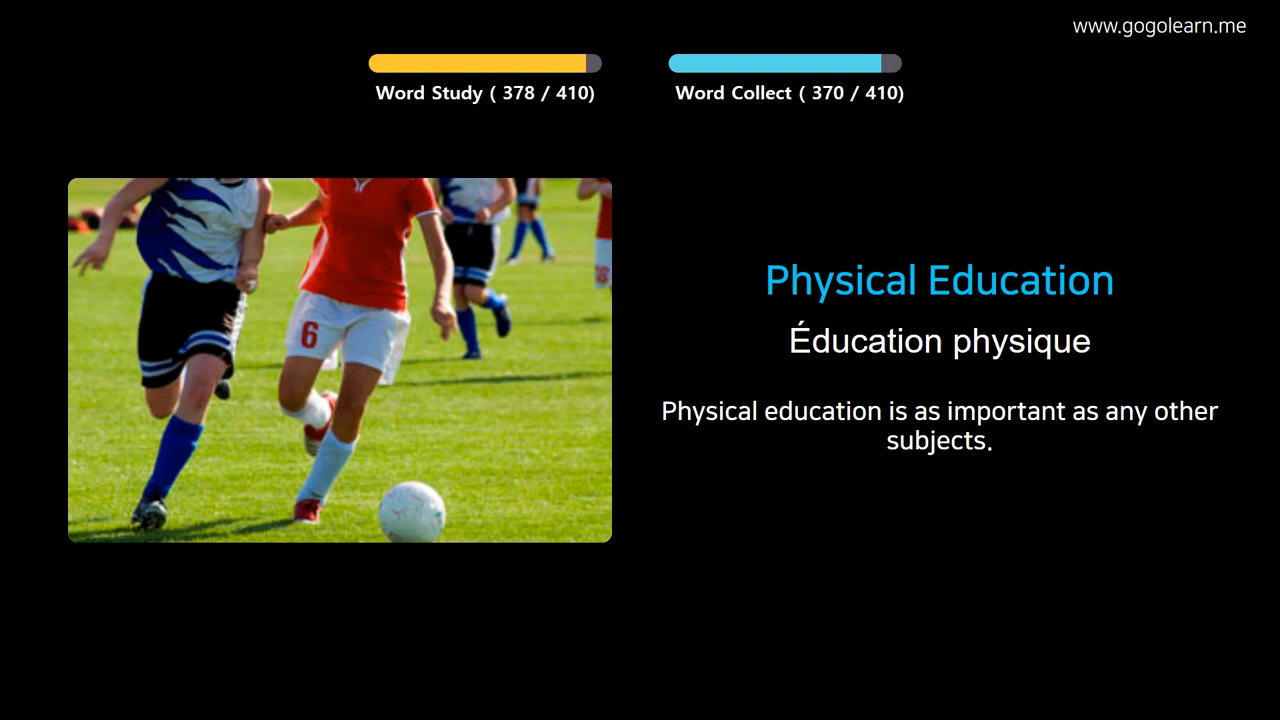 www.gogolearn.me
Word Study ( 378 / 410)
Word Collect ( 370 / 410)
Physical Education
Éducation physique
Physical education is as important as any other
subjects.
6